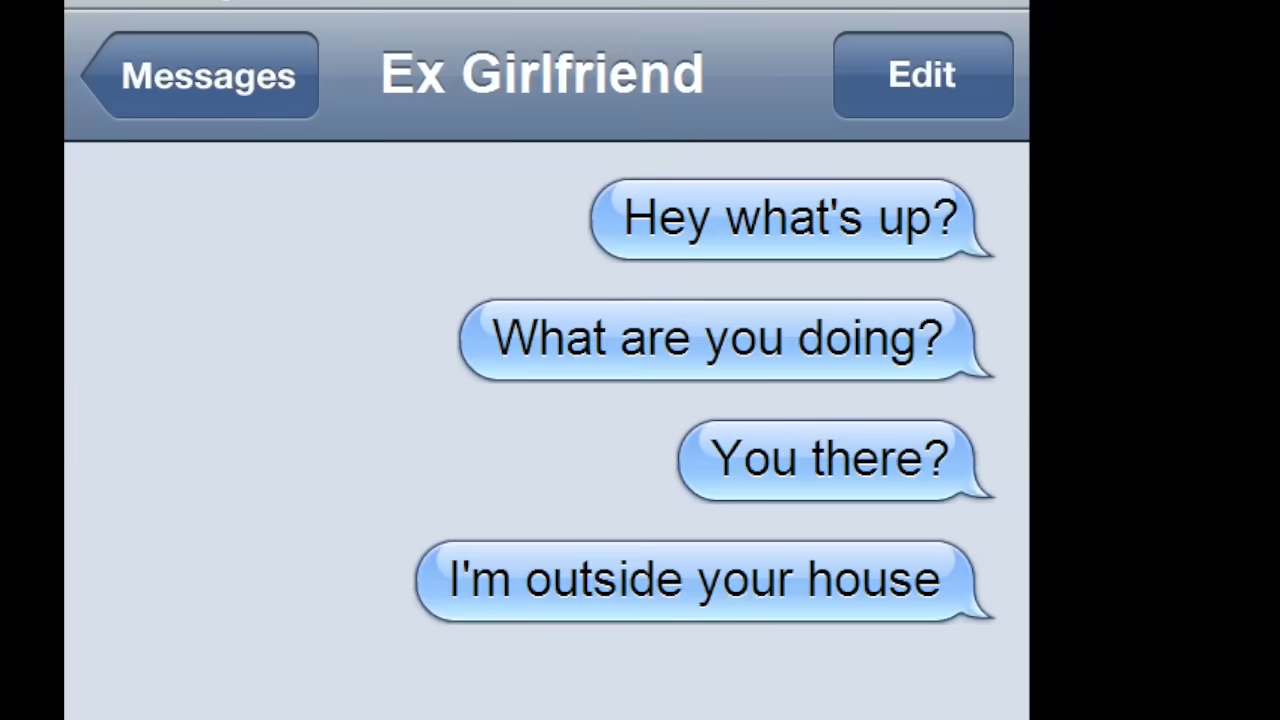 Messages
Ex Girlfriend
Edit
Hey what's up?
What are you doing?
You there?
I'm outside your house